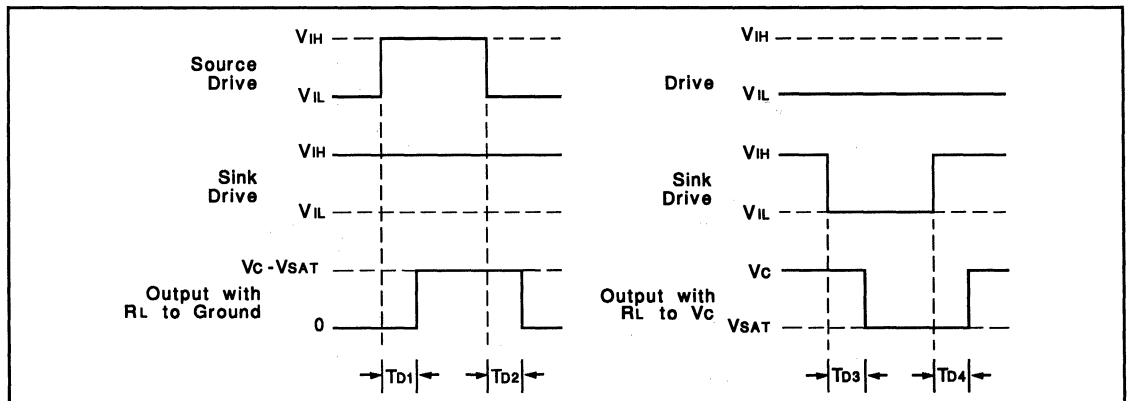 VIH
Source
Drive
VIL
VIH
Sink
Drive
VIL
VC-VSAT
Output with
RL to Ground
0
TD1
TD2
VIH
Drive
VIL
VIH
Sink
Drive
VIL
VC
Output with
RL to VC
VSAT
TD3
TD4